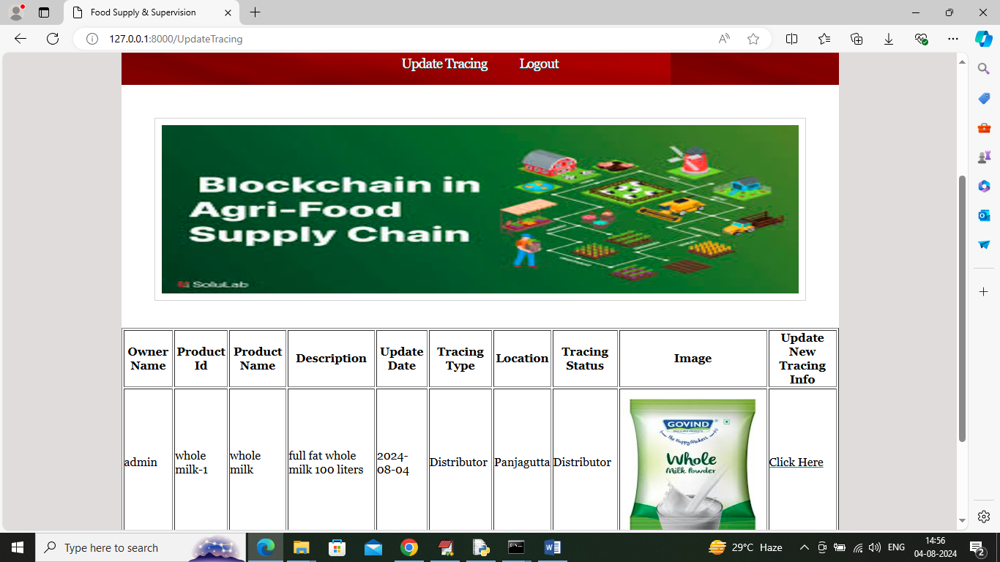 Food Supply & Supervision
127.0.0.1:8000/UpdateTracing
Update Tracing Logout
Blockchain in
Agri-Food
Supply Chain
SoluLab
Owner Name Product Id Product Name Description Update Date Tracing Type Location Tracing Status Image Update New Tracing Info
admin whole milk-1 whole milk full fat whole milk 100 liters 2024-08-04 Distributor Panjagutta Distributor Click Here
GOVIND
The Happy Makers
Whole
Milk Powder
Type here to search
29°C Haze
ENG
14:56
04-08-2024
2